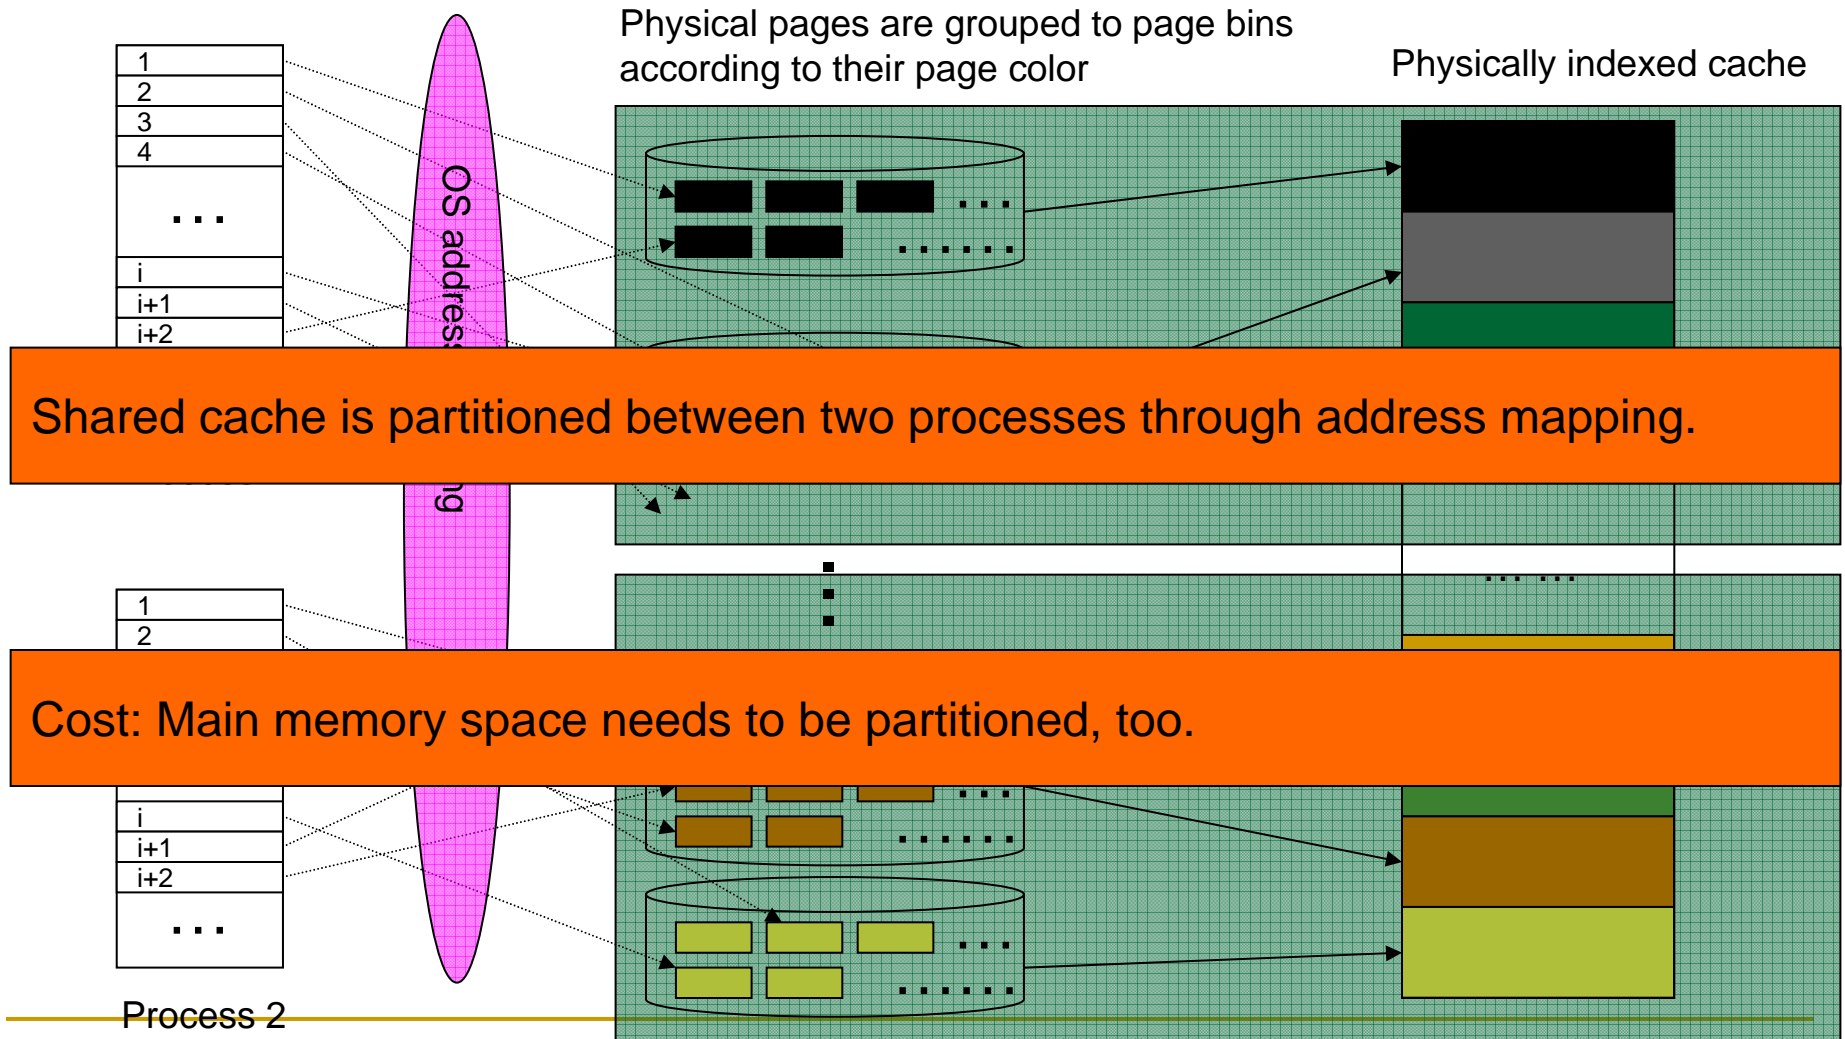 Physical pages are grouped to page bins
according to their page color
Physically indexed cache
1
2
3
4
...
i
i+1
i+2
OS address
ng
... 
......
Shared cache is partitioned between two processes through address mapping.
... ...
1
2
Cost: Main memory space needs to be partitioned, too.
i
i+1
i+2
...
...
......
...
......
Process 2